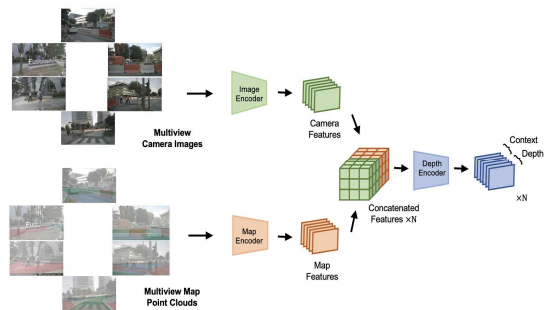 Multiview
Camera Images
Image
Encoder
Camera
Features
Context
Depth
Depth
Encoder
×N
Concatenated
Features ×N
Map
Encoder
Map
Features
Multiview Map
Point Clouds